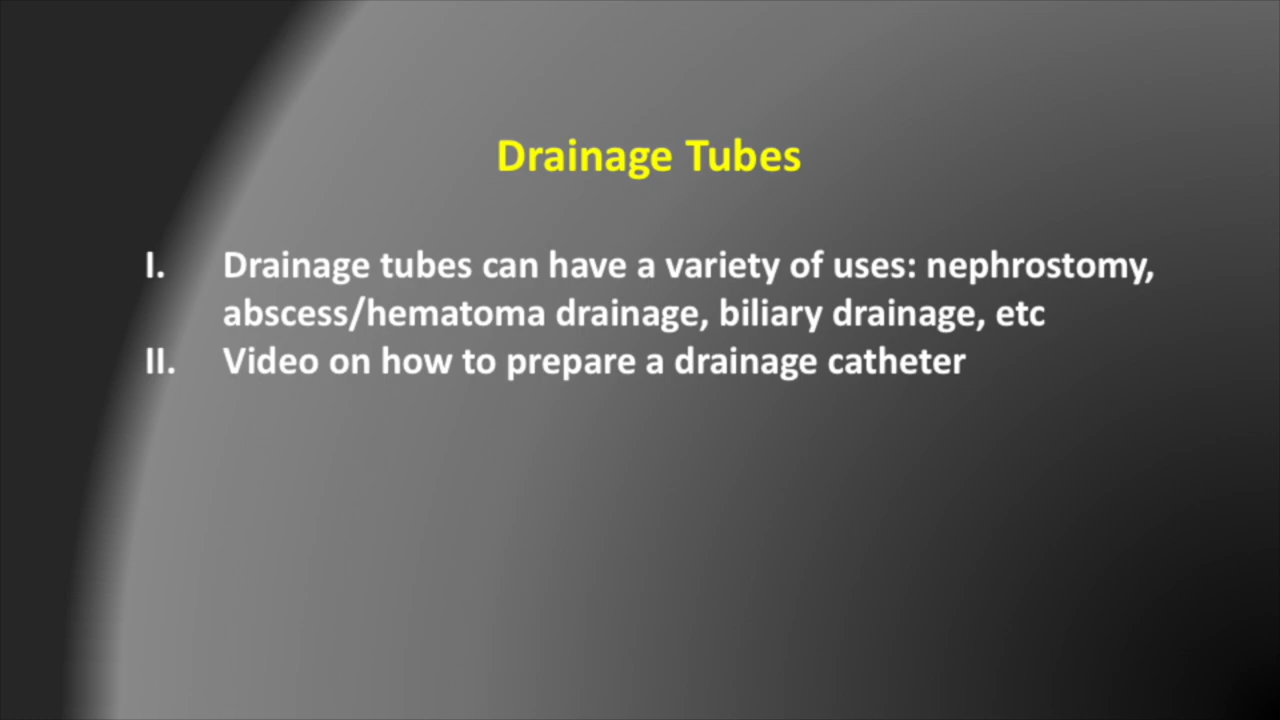 Drainage Tubes
I. Drainage tubes can have a variety of uses: nephrostomy,
abscess/hematoma drainage, biliary drainage, etc
II. Video on how to prepare a drainage catheter